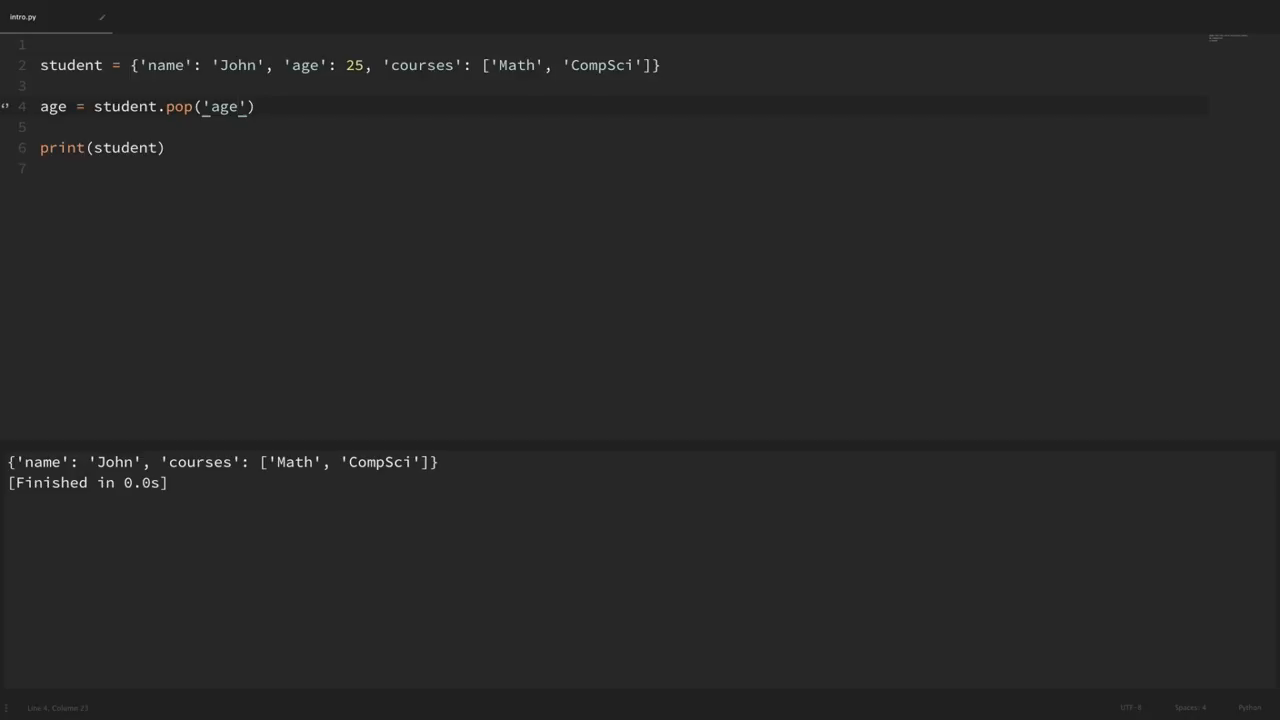 intro.py
1
2 student = {'name': 'John', 'age': 25, 'courses': ['Math', 'CompSci']}
3
4 age = student.pop('age')
5
6 print(student)
7
{'name': 'John', 'courses': ['Math', 'CompSci']}
[Finished in 0.0s]
Line 4, Column 23 UTF-8 Spaces: 4 Python